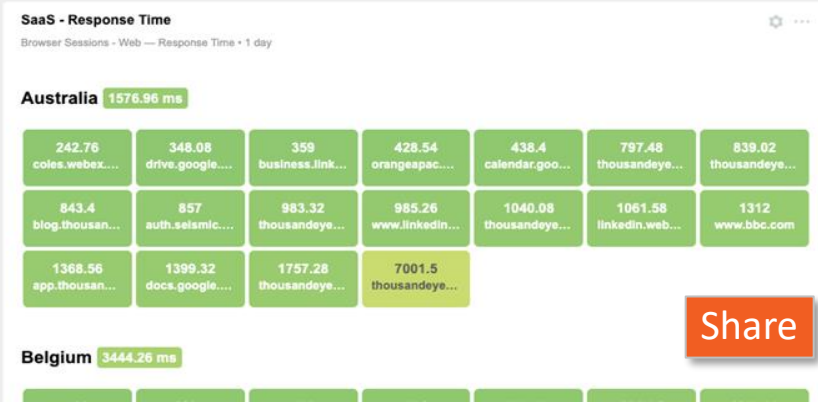 SaaS - Response Time
Browser Sessions - Web — Response Time • 1 day
Australia 1576.96 ms
242.76 348.08 359 428.54 438.4 797.48 839.02
coles.webex.... drive.google.... business.link... orangeapac.... calendar.goo... thousandeye... thousandeye...
843.4 857 983.32 985.26 1040.08 1061.58 1312
blog.thousan... auth.seismic.... thousandeye... www.linkedin... thousandeye... linkedin.web... www.bbc.com
1368.56 1399.32 1757.28 7001.5
app.thousan... docs.google.... thousandeye... thousandeye...
Share
Belgium 3444.26 ms